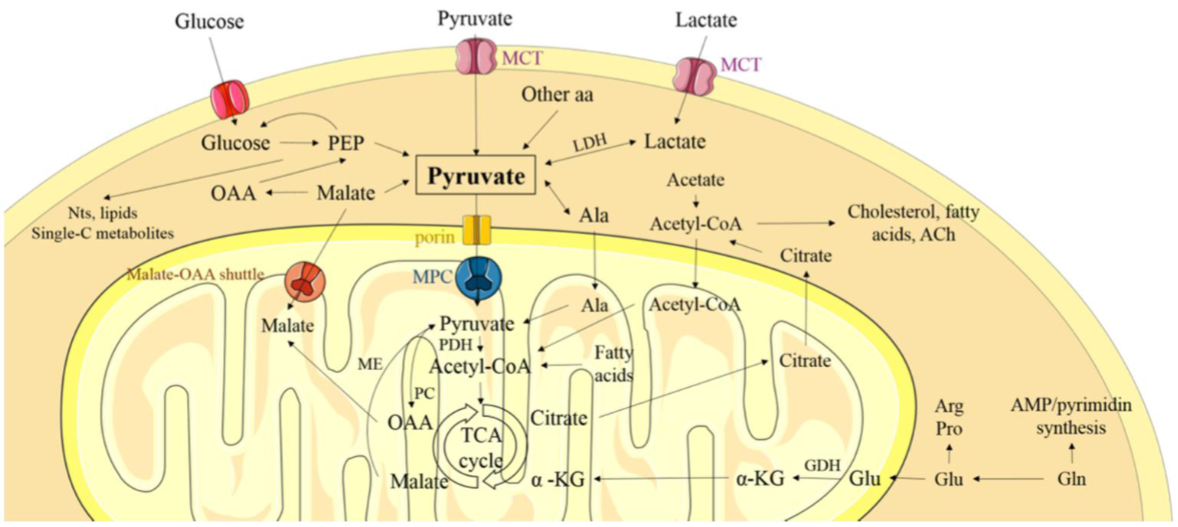 Glucose
Pyruvate
Lactate
MCT
MCT
Other aa
Glucose
PEP
LDH
Lactate
Pyruvate
OAA
Malate
Acetate
Nts, lipids
Single-C metabolites
Ala
Acetyl-CoA
Cholesterol, fatty
acids, ACh
porin
Citrate
Malate-OAA shuttle
MPC
Malate
Ala
Acetyl-CoA
Pyruvate
PDH
ME
Acetyl-CoA
Fatty
acids
Citrate
PC
OAA
TCA
cycle
Citrate
Arg
Pro
AMP/pyrimidin
synthesis
Malate
α -KG
α-KG
GDH
Glu
Glu
Gln